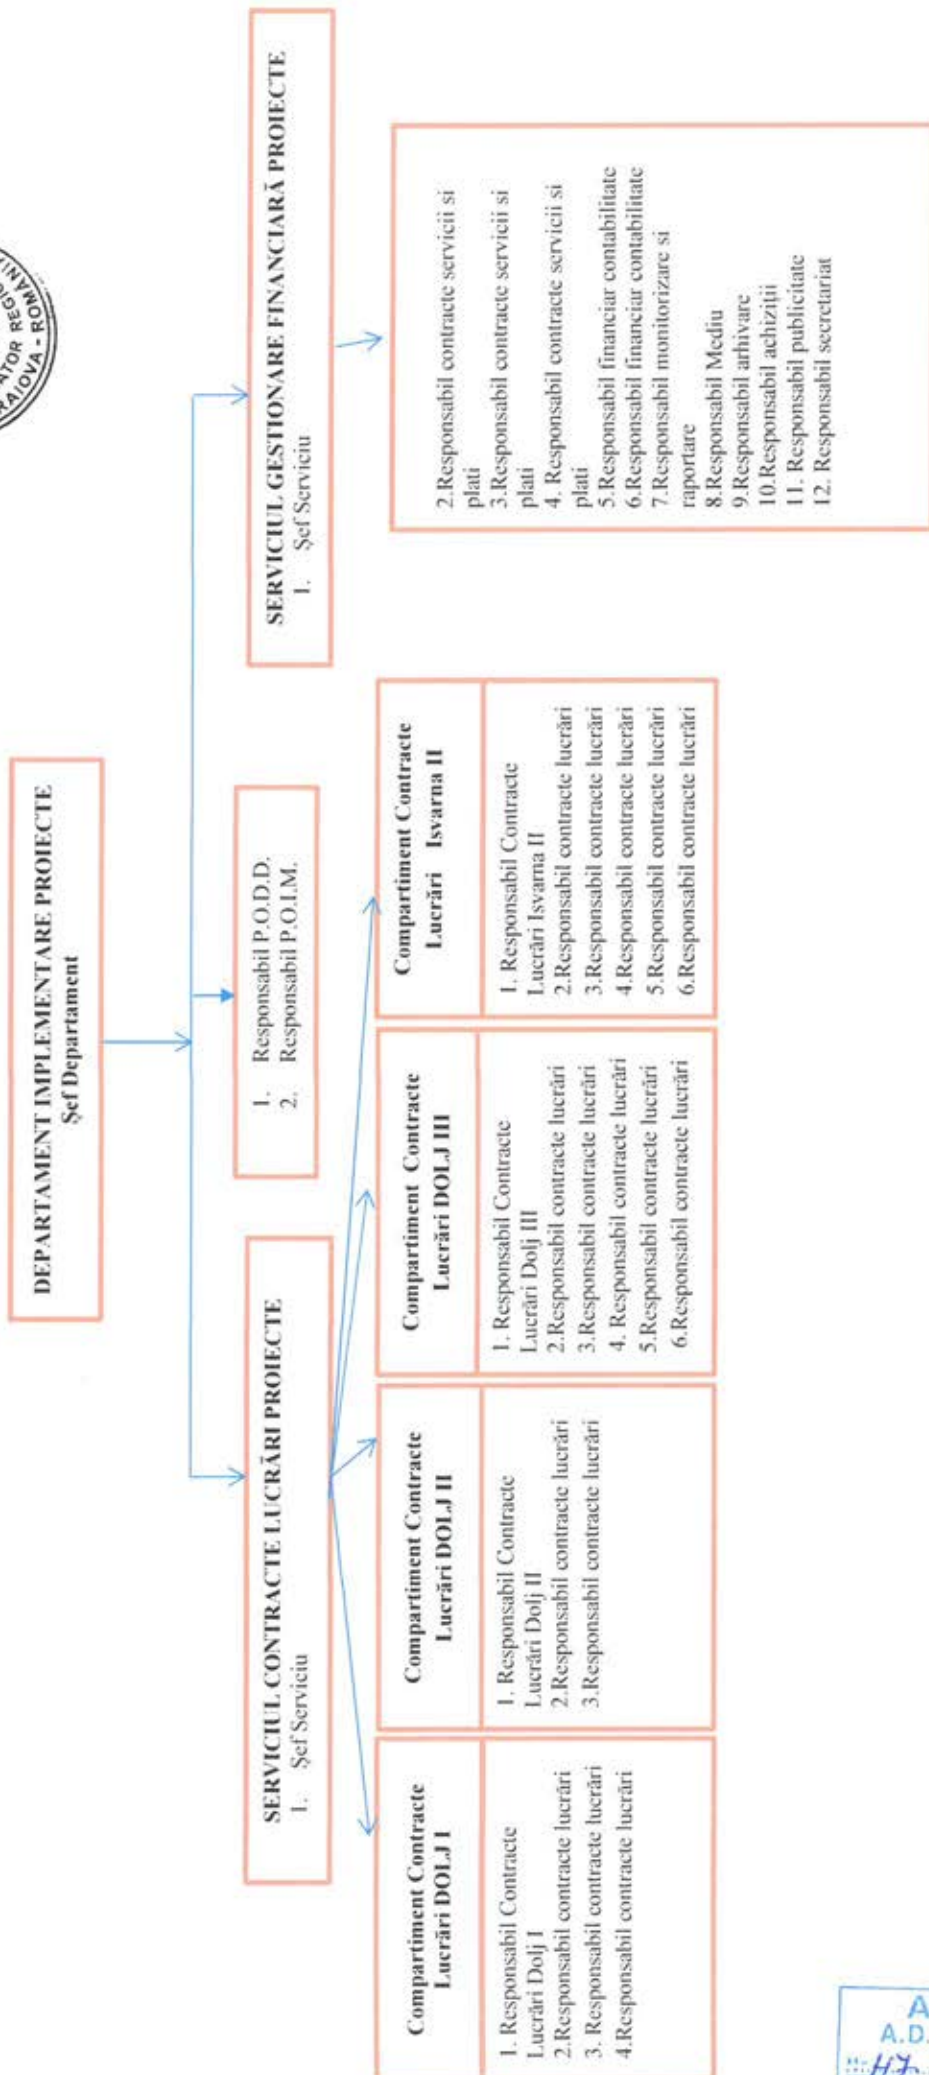 DEPARTAMENT IMPLEMENTARE PROIECTE
Șef Departament
SERVICIUL CONTRACTE LUCRĂRI PROIECTE
1. Șef Serviciu
1. Responsabil P.O.D.D.
2. Responsabil P.O.I.M.
SERVICIUL GESTIONARE FINANCIARĂ PROIECTE
1. Șef Serviciu
Compartiment Contracte
Lucrări DOLJ I
1. Responsabil Contracte
Lucrări Dolj I
2.Responsabil contracte lucrări
3. Responsabil contracte lucrări
4.Responsabil contracte lucrări
Compartiment Contracte
Lucrări DOLJ II
1. Responsabil Contracte
Lucrări Dolj II
2.Responsabil contracte lucrări
3.Responsabil contracte lucrări
Compartiment Contracte
Lucrări DOLJ III
1. Responsabil Contracte
Lucrări Dolj III
2.Responsabil contracte lucrări
3.Responsabil contracte lucrări
4. Responsabil contracte lucrări
5.Responsabil contracte lucrări
6.Responsabil contracte lucrări
Compartiment Contracte
Lucrări Isvarna II
1. Responsabil Contracte
Lucrări Isvarna II
2.Responsabil contracte lucrări
3.Responsabil contracte lucrări
4.Responsabil contracte lucrări
5.Responsabil contracte lucrări
6.Responsabil contracte lucrări
2.Responsabil contracte servicii si
plati
3.Responsabil contracte servicii si
plati
4. Responsabil contracte servicii si
plati
5.Responsabil financiar contabilitate
6.Responsabil financiar contabilitate
7.Responsabil monitorizare si
raportare
8.Responsabil Mediu
9.Responsabil arhivare
10.Responsabil achiziții
11. Responsabil publicitate
12. Responsabil secretariat
A
A.D.
47